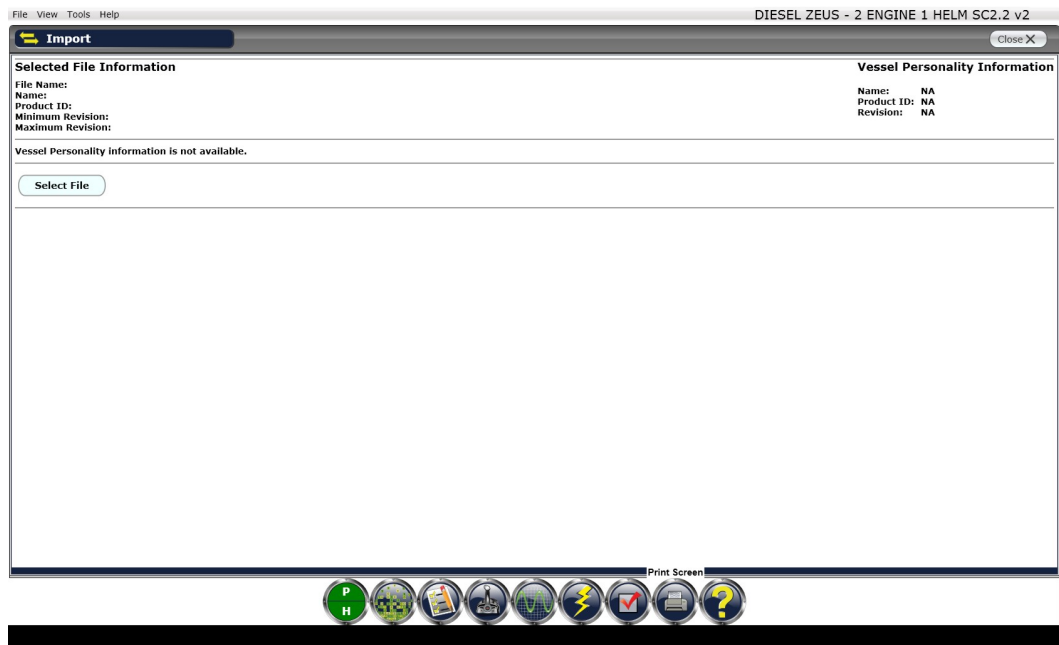 File View Tools Help
DIESEL ZEUS - 2 ENGINE 1 HELM SC2.2 v2
Import
Close X
Selected File Information
File Name:
Name:
Product ID:
Minimum Revision:
Maximum Revision:
Vessel Personality Information
Name: NA
Product ID: NA
Revision: NA
Vessel Personality information is not available.
Select File
Print Screen
P
H
?